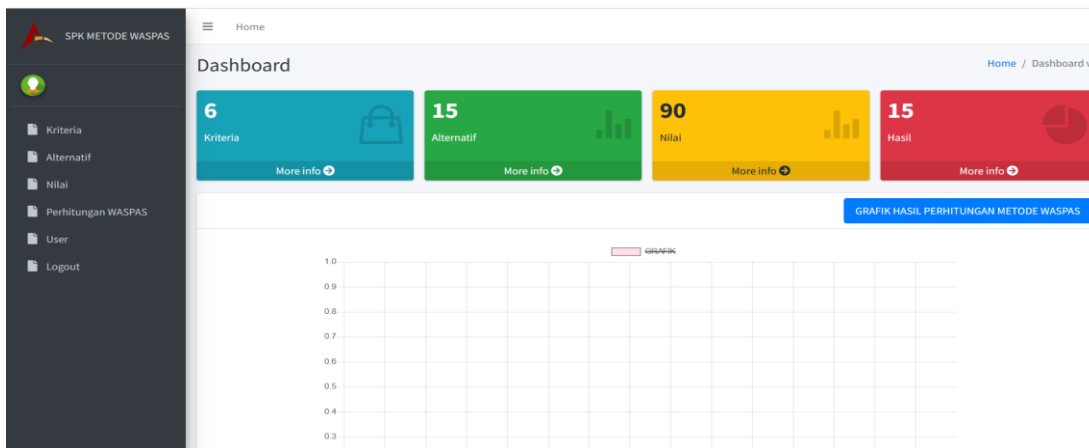 SPK METODE WASPAS
Home
Dashboard
Home / Dashboard v
Kriteria
Alternatif
Nilai
Perhitungan WASPAS
User
Logout
6
Kriteria
More info
15
Alternatif
More info
90
Nilai
More info
15
Hasil
More info
GRAFIK HASIL PERHITUNGAN METODE WASPAS
GRAFIK
1.0
0.9
0.8
0.7
0.6
0.5
0.4
0.3